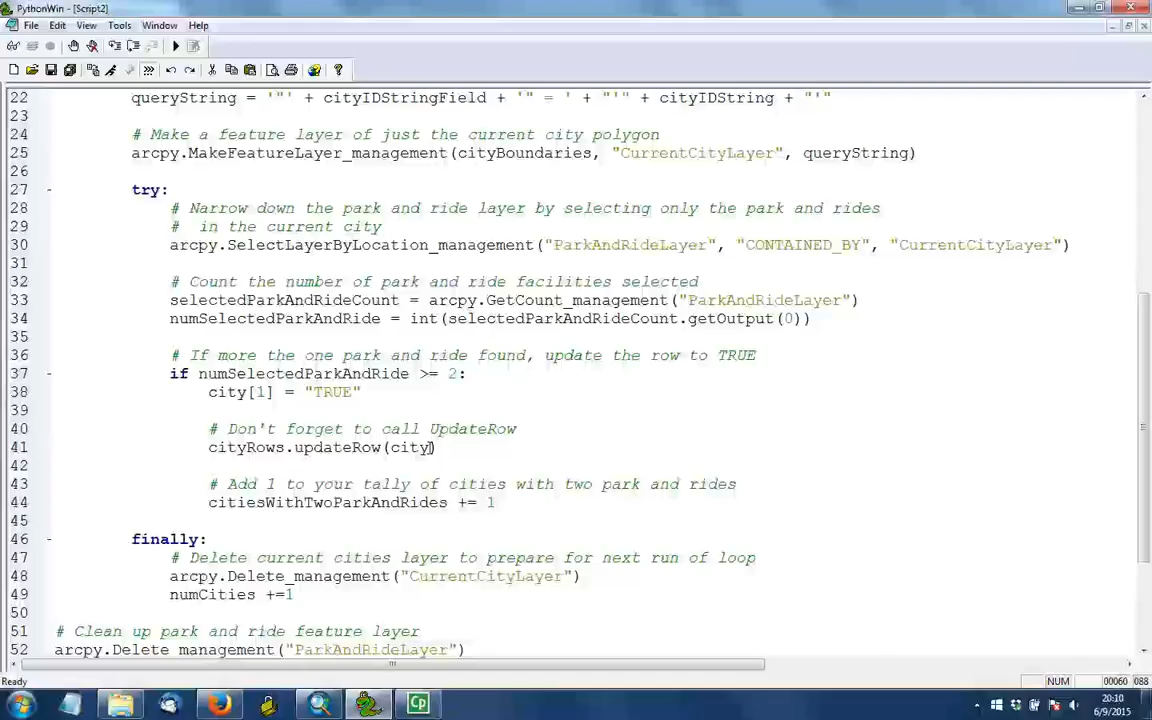 PythonWin - [Script2]
File Edit View Tools Window Help
22 queryString = '"' + cityIDStringField + '" = ' + "'" + cityIDString + "'"
23
24 # Make a feature layer of just the current city polygon
25 arcpy.MakeFeatureLayer_management(cityBoundaries, "CurrentCityLayer", queryString)
26
27 try:
28 # Narrow down the park and ride layer by selecting only the park and rides
29 #  in the current city
30 arcpy.SelectLayerByLocation_management("ParkAndRideLayer", "CONTAINED_BY", "CurrentCityLayer")
31
32 # Count the number of park and ride facilities selected
33 selectedParkAndRideCount = arcpy.GetCount_management("ParkAndRideLayer")
34 numSelectedParkAndRide = int(selectedParkAndRideCount.getOutput(0))
35
36 # If more the one park and ride found, update the row to TRUE
37 if numSelectedParkAndRide >= 2:
38 city[1] = "TRUE"
39
40 # Don't forget to call UpdateRow
41 cityRows.updateRow(city)
42
43 # Add 1 to your tally of cities with two park and rides
44 citiesWithTwoParkAndRides += 1
45
46 finally:
47 # Delete current cities layer to prepare for next run of loop
48 arcpy.Delete_management("CurrentCityLayer")
49 numCities +=1
50
51 # Clean up park and ride feature layer
52 arcpy.Delete_management("ParkAndRideLayer")
Ready NUM 00060 088
Cp
20:10
6/9/2015